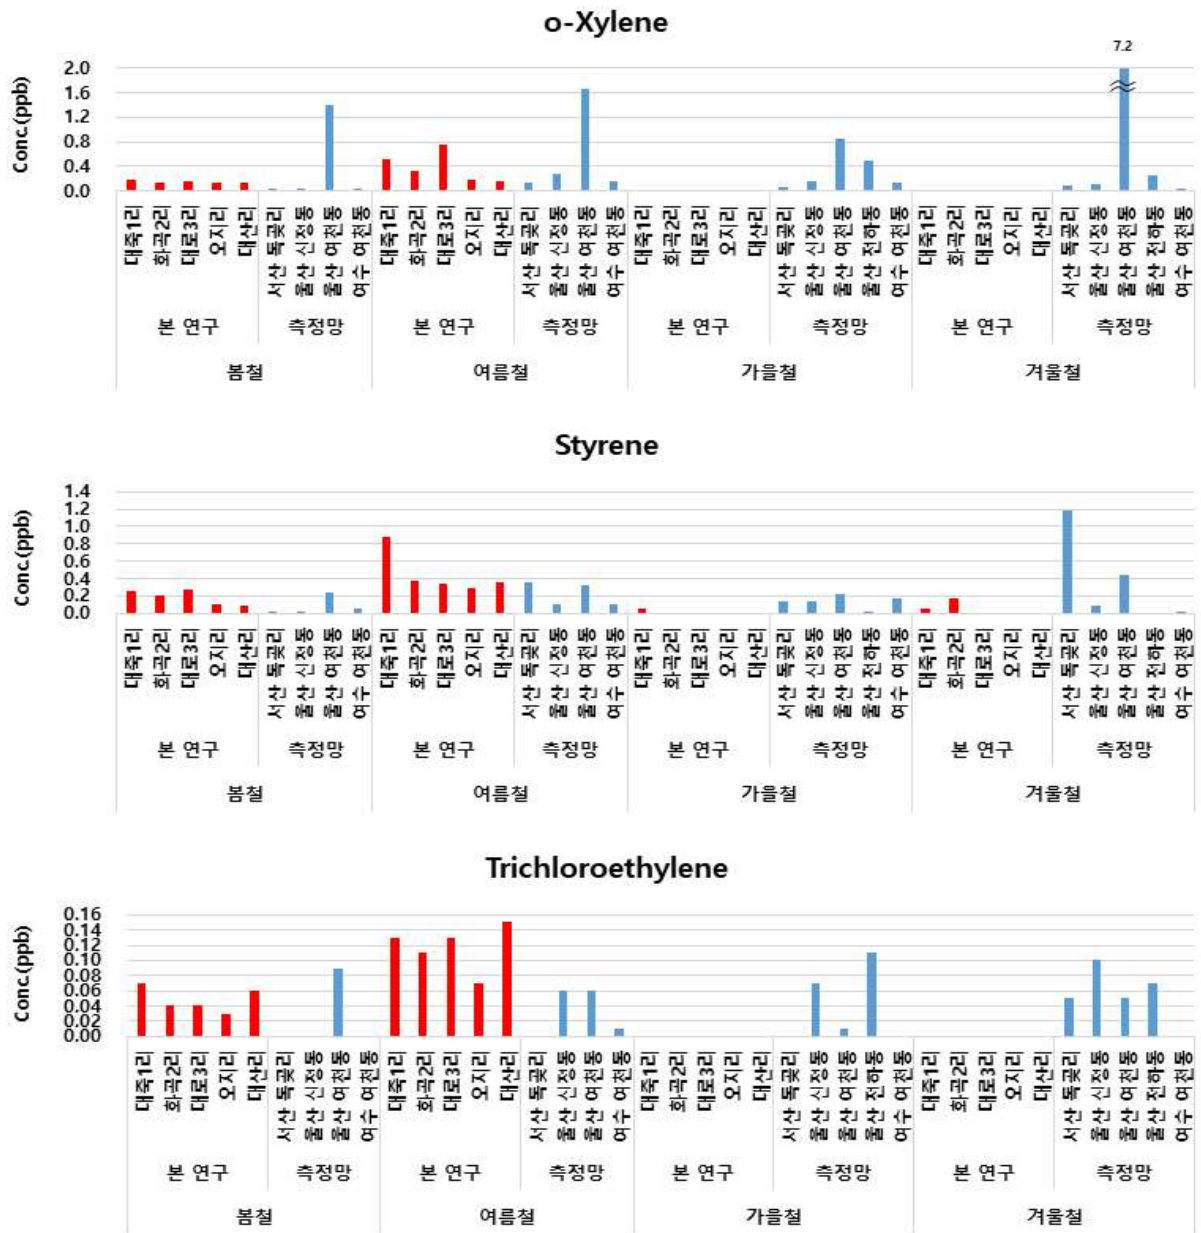 o-Xylene
7.2
Conc.(ppb)
2.0
1.6
1.2
0.8
0.4
0.0
대죽1리 화곡2리 대로3리 오지리 대산리 서산 독곶리 울산 신정동 울산 여천동 여수 여천동 대죽1리 화곡2리 대로3리 오지리 대산리 서산 독곶리 울산 신정동 울산 여천동 여수 여천동 대죽1리 화곡2리 대로3리 오지리 대산리 서산 독곶리 울산 신정동 울산 여천동 울산 전하동 여수 여천동 대죽1리 화곡2리 대로3리 오지리 대산리 서산 독곶리 울산 신정동 울산 여천동 울산 전하동 여수 여천동
본 연구 측정망 본 연구 측정망 본 연구 측정망 본 연구 측정망
봄철 여름철 가을철 겨울철
Styrene
Conc.(ppb)
1.4
1.2
1.0
0.8
0.6
0.4
0.2
0.0
대죽1리 화곡2리 대로3리 오지리 대산리 서산 독곶리 울산 신정동 울산 여천동 여수 여천동 대죽1리 화곡2리 대로3리 오지리 대산리 서산 독곶리 울산 신정동 울산 여천동 여수 여천동 대죽1리 화곡2리 대로3리 오지리 대산리 서산 독곶리 울산 신정동 울산 여천동 울산 전하동 여수 여천동 대죽1리 화곡2리 대로3리 오지리 대산리 서산 독곶리 울산 신정동 울산 여천동 울산 전하동 여수 여천동
본 연구 측정망 본 연구 측정망 본 연구 측정망 본 연구 측정망
봄철 여름철 가을철 겨울철
Trichloroethylene
Conc.(ppb)
0.16
0.14
0.12
0.10
0.08
0.06
0.04
0.02
0.00
대죽1리 화곡2리 대로3리 오지리 대산리 서산 독곶리 울산 신정동 울산 여천동 여수 여천동 대죽1리 화곡2리 대로3리 오지리 대산리 서산 독곶리 울산 신정동 울산 여천동 여수 여천동 대죽1리 화곡2리 대로3리 오지리 대산리 서산 독곶리 울산 신정동 울산 여천동 울산 전하동 여수 여천동 대죽1리 화곡2리 대로3리 오지리 대산리 서산 독곶리 울산 신정동 울산 여천동 울산 전하동 여수 여천동
본 연구 측정망 본 연구 측정망 본 연구 측정망 본 연구 측정망
봄철 여름철 가을철 겨울철